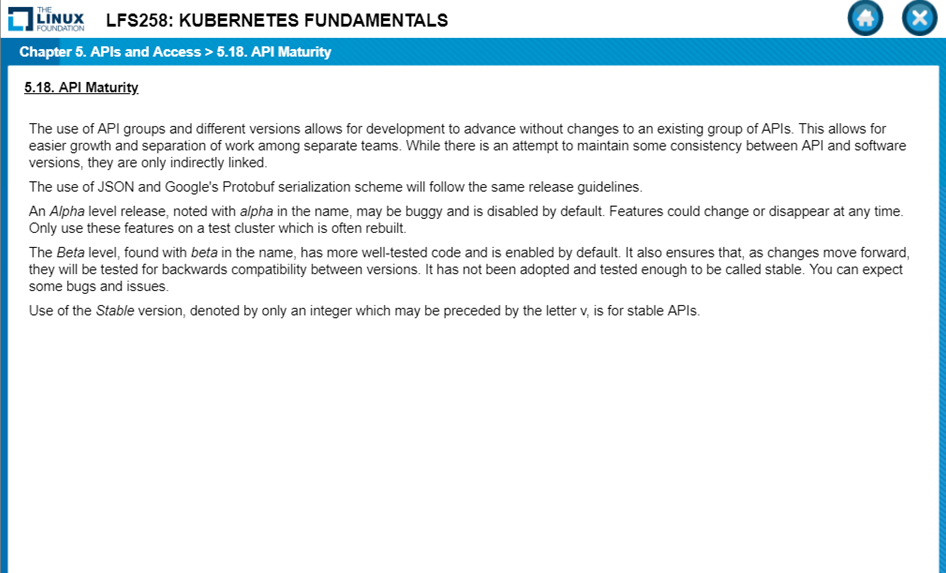 THE
LINUX
FOUNDATION
LFS258: KUBERNETES FUNDAMENTALS
Chapter 5. APIs and Access > 5.18. API Maturity
5.18. API Maturity
The use of API groups and different versions allows for development to advance without changes to an existing group of APIs. This allows for
easier growth and separation of work among separate teams. While there is an attempt to maintain some consistency between API and software
versions, they are only indirectly linked.
The use of JSON and Google's Protobuf serialization scheme will follow the same release guidelines.
An Alpha level release, noted with alpha in the name, may be buggy and is disabled by default. Features could change or disappear at any time.
Only use these features on a test cluster which is often rebuilt.
The Beta level, found with beta in the name, has more well-tested code and is enabled by default. It also ensures that, as changes move forward,
they will be tested for backwards compatibility between versions. It has not been adopted and tested enough to be called stable. You can expect
some bugs and issues.
Use of the Stable version, denoted by only an integer which may be preceded by the letter v, is for stable APIs.